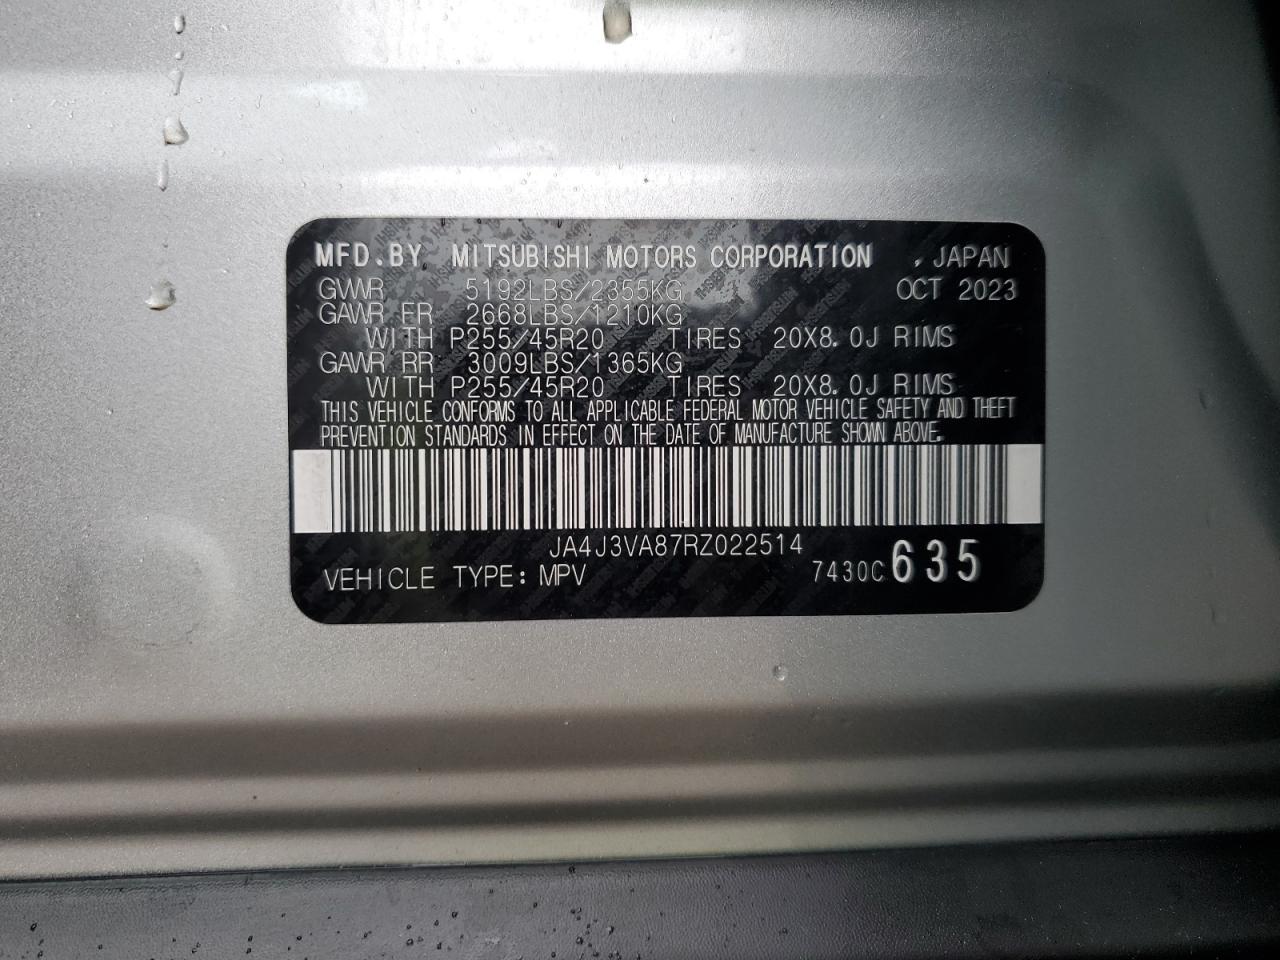 MFD.BY MITSUBISHI MOTORS CORPORATION , JAPAN
GVWR 5192LBS/2355KG OCT 2023
GAWR FR 2668LBS/1210KG
WITH P255/45R20 TIRES 20X8.0J RIMS
GAWR RR 3009LBS/1365KG
WITH P255/45R20 TIRES 20X8.0J RIMS
THIS VEHICLE CONFORMS TO ALL APPLICABLE FEDERAL MOTOR VEHICLE SAFETY AND THEFT
PREVENTION STANDARDS IN EFFECT ON THE DATE OF MANUFACTURE SHOWN ABOVE.
JA4J3VA87RZ022514
VEHICLE TYPE: MPV 7430C 635